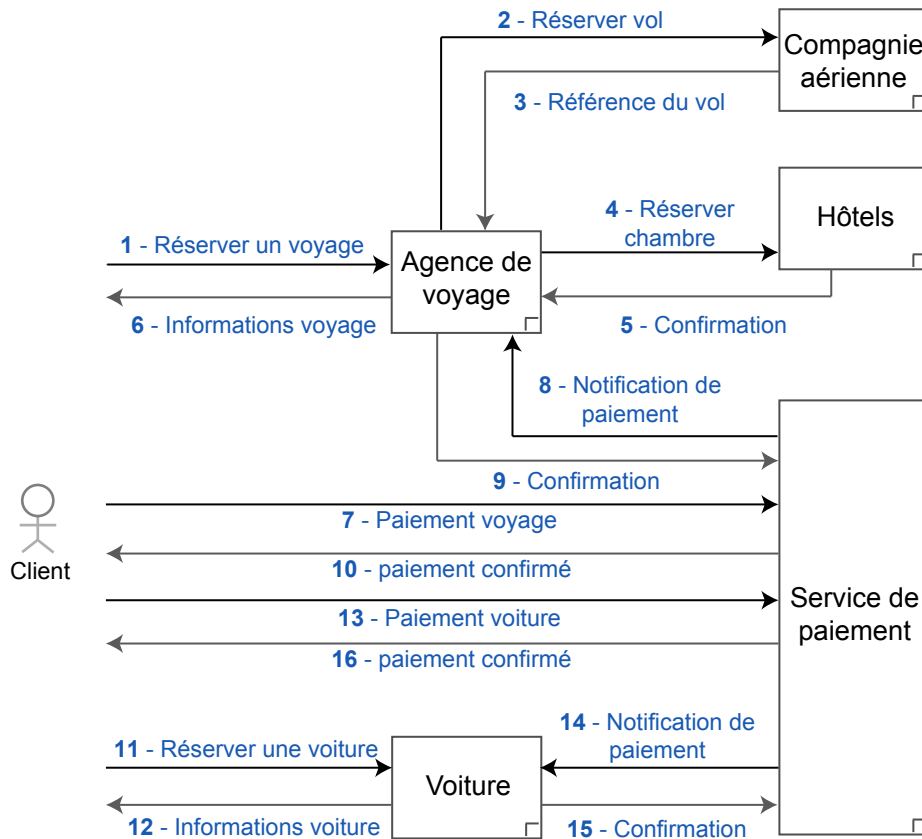 2 - Réserver vol
Compagnie
aérienne
3 - Référence du vol
4 - Réserver
chambre
Hôtels
1 - Réserver un voyage
Agence de
voyage
6 - Informations voyage
5 - Confirmation
8 - Notification de
paiement
9 - Confirmation
7 - Paiement voyage
Client
10 - paiement confirmé
13 - Paiement voiture
Service de
paiement
16 - paiement confirmé
14 - Notification de
paiement
11 - Réserver une voiture
Voiture
12 - Informations voiture
15 - Confirmation